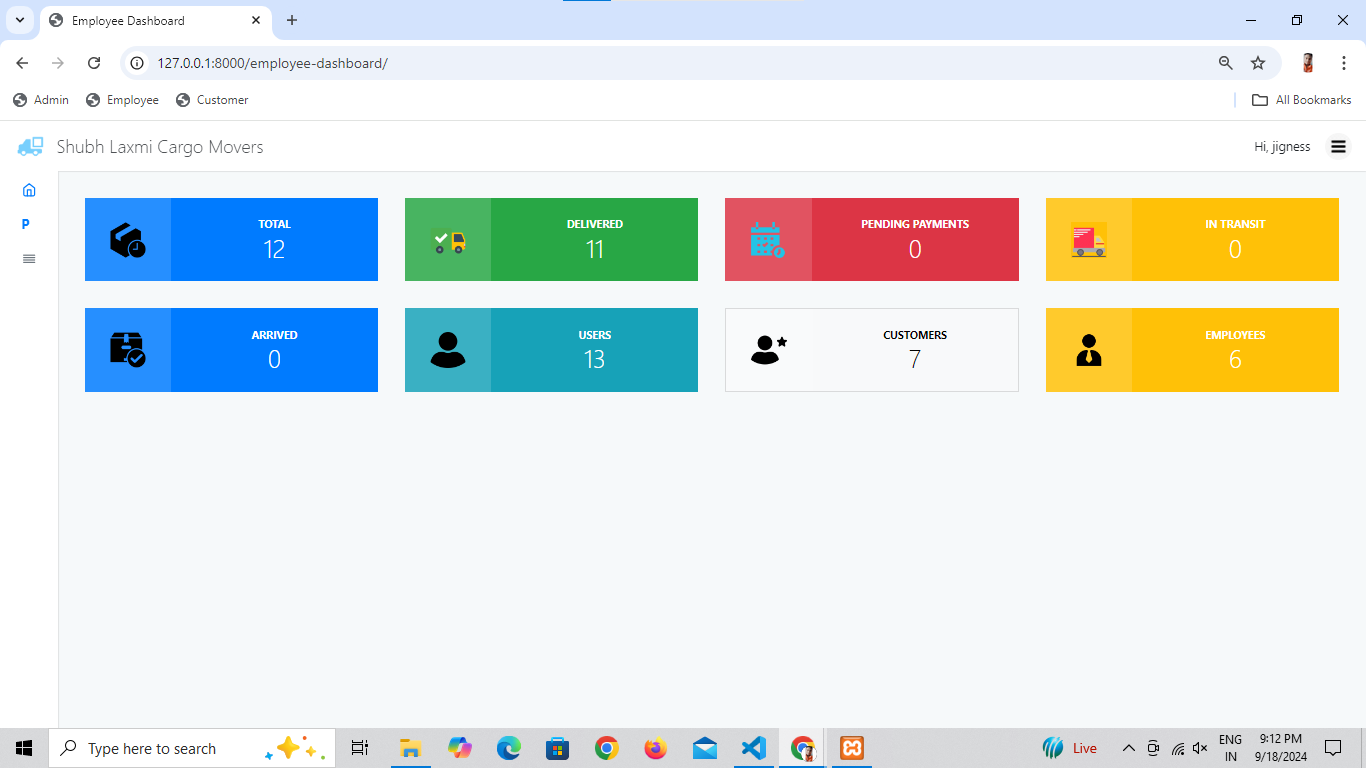 Employee Dashboard
127.0.0.1:8000/employee-dashboard/
Admin
Employee
Customer
All Bookmarks
Shubh Laxmi Cargo Movers
Hi, jigness
P
TOTAL
12
DELIVERED
11
PENDING PAYMENTS
0
IN TRANSIT
0
ARRIVED
0
USERS
13
CUSTOMERS
7
EMPLOYEES
6
Type here to search
Live
ENG
IN
9:12 PM
9/18/2024